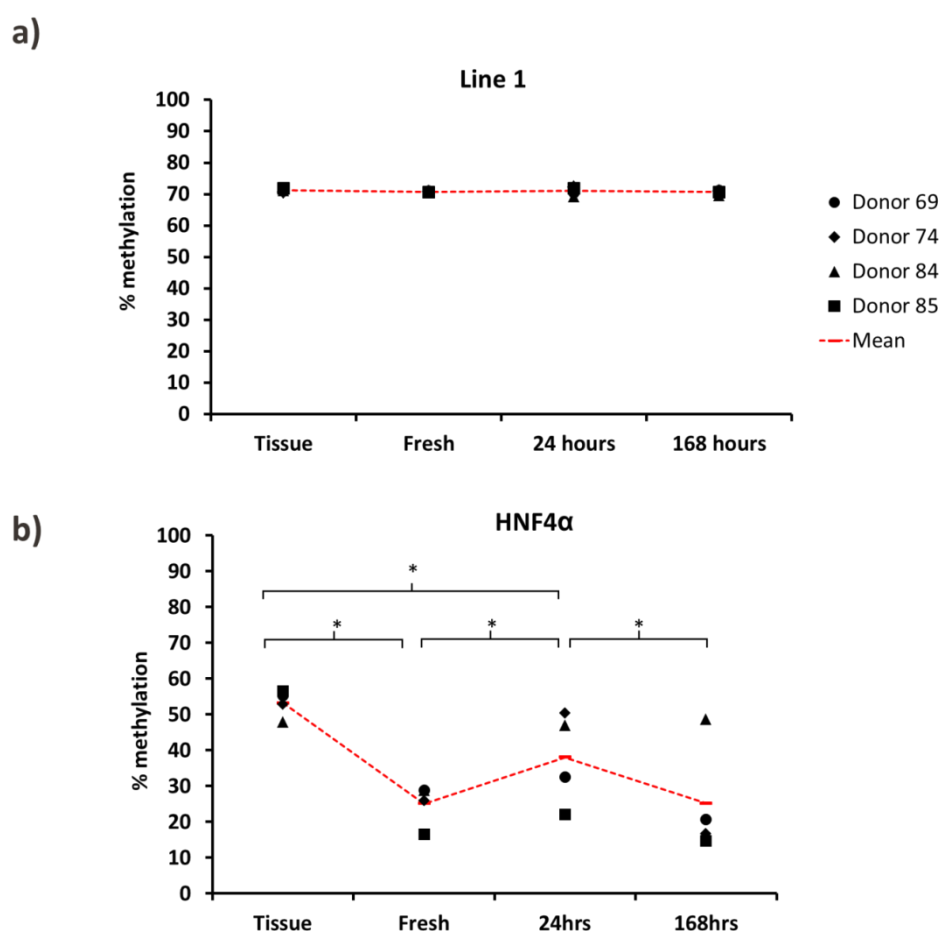 a)
Line 1
100
90
80
70
60
50
40
30
20
10
0
% methylation
Tissue Fresh 24 hours 168 hours
Donor 69
Donor 74
Donor 84
Donor 85
Mean
b)
HNF4α
100
90
80
70
60
50
40
30
20
10
0
% methylation
*
* * *
Tissue Fresh 24hrs 168hrs